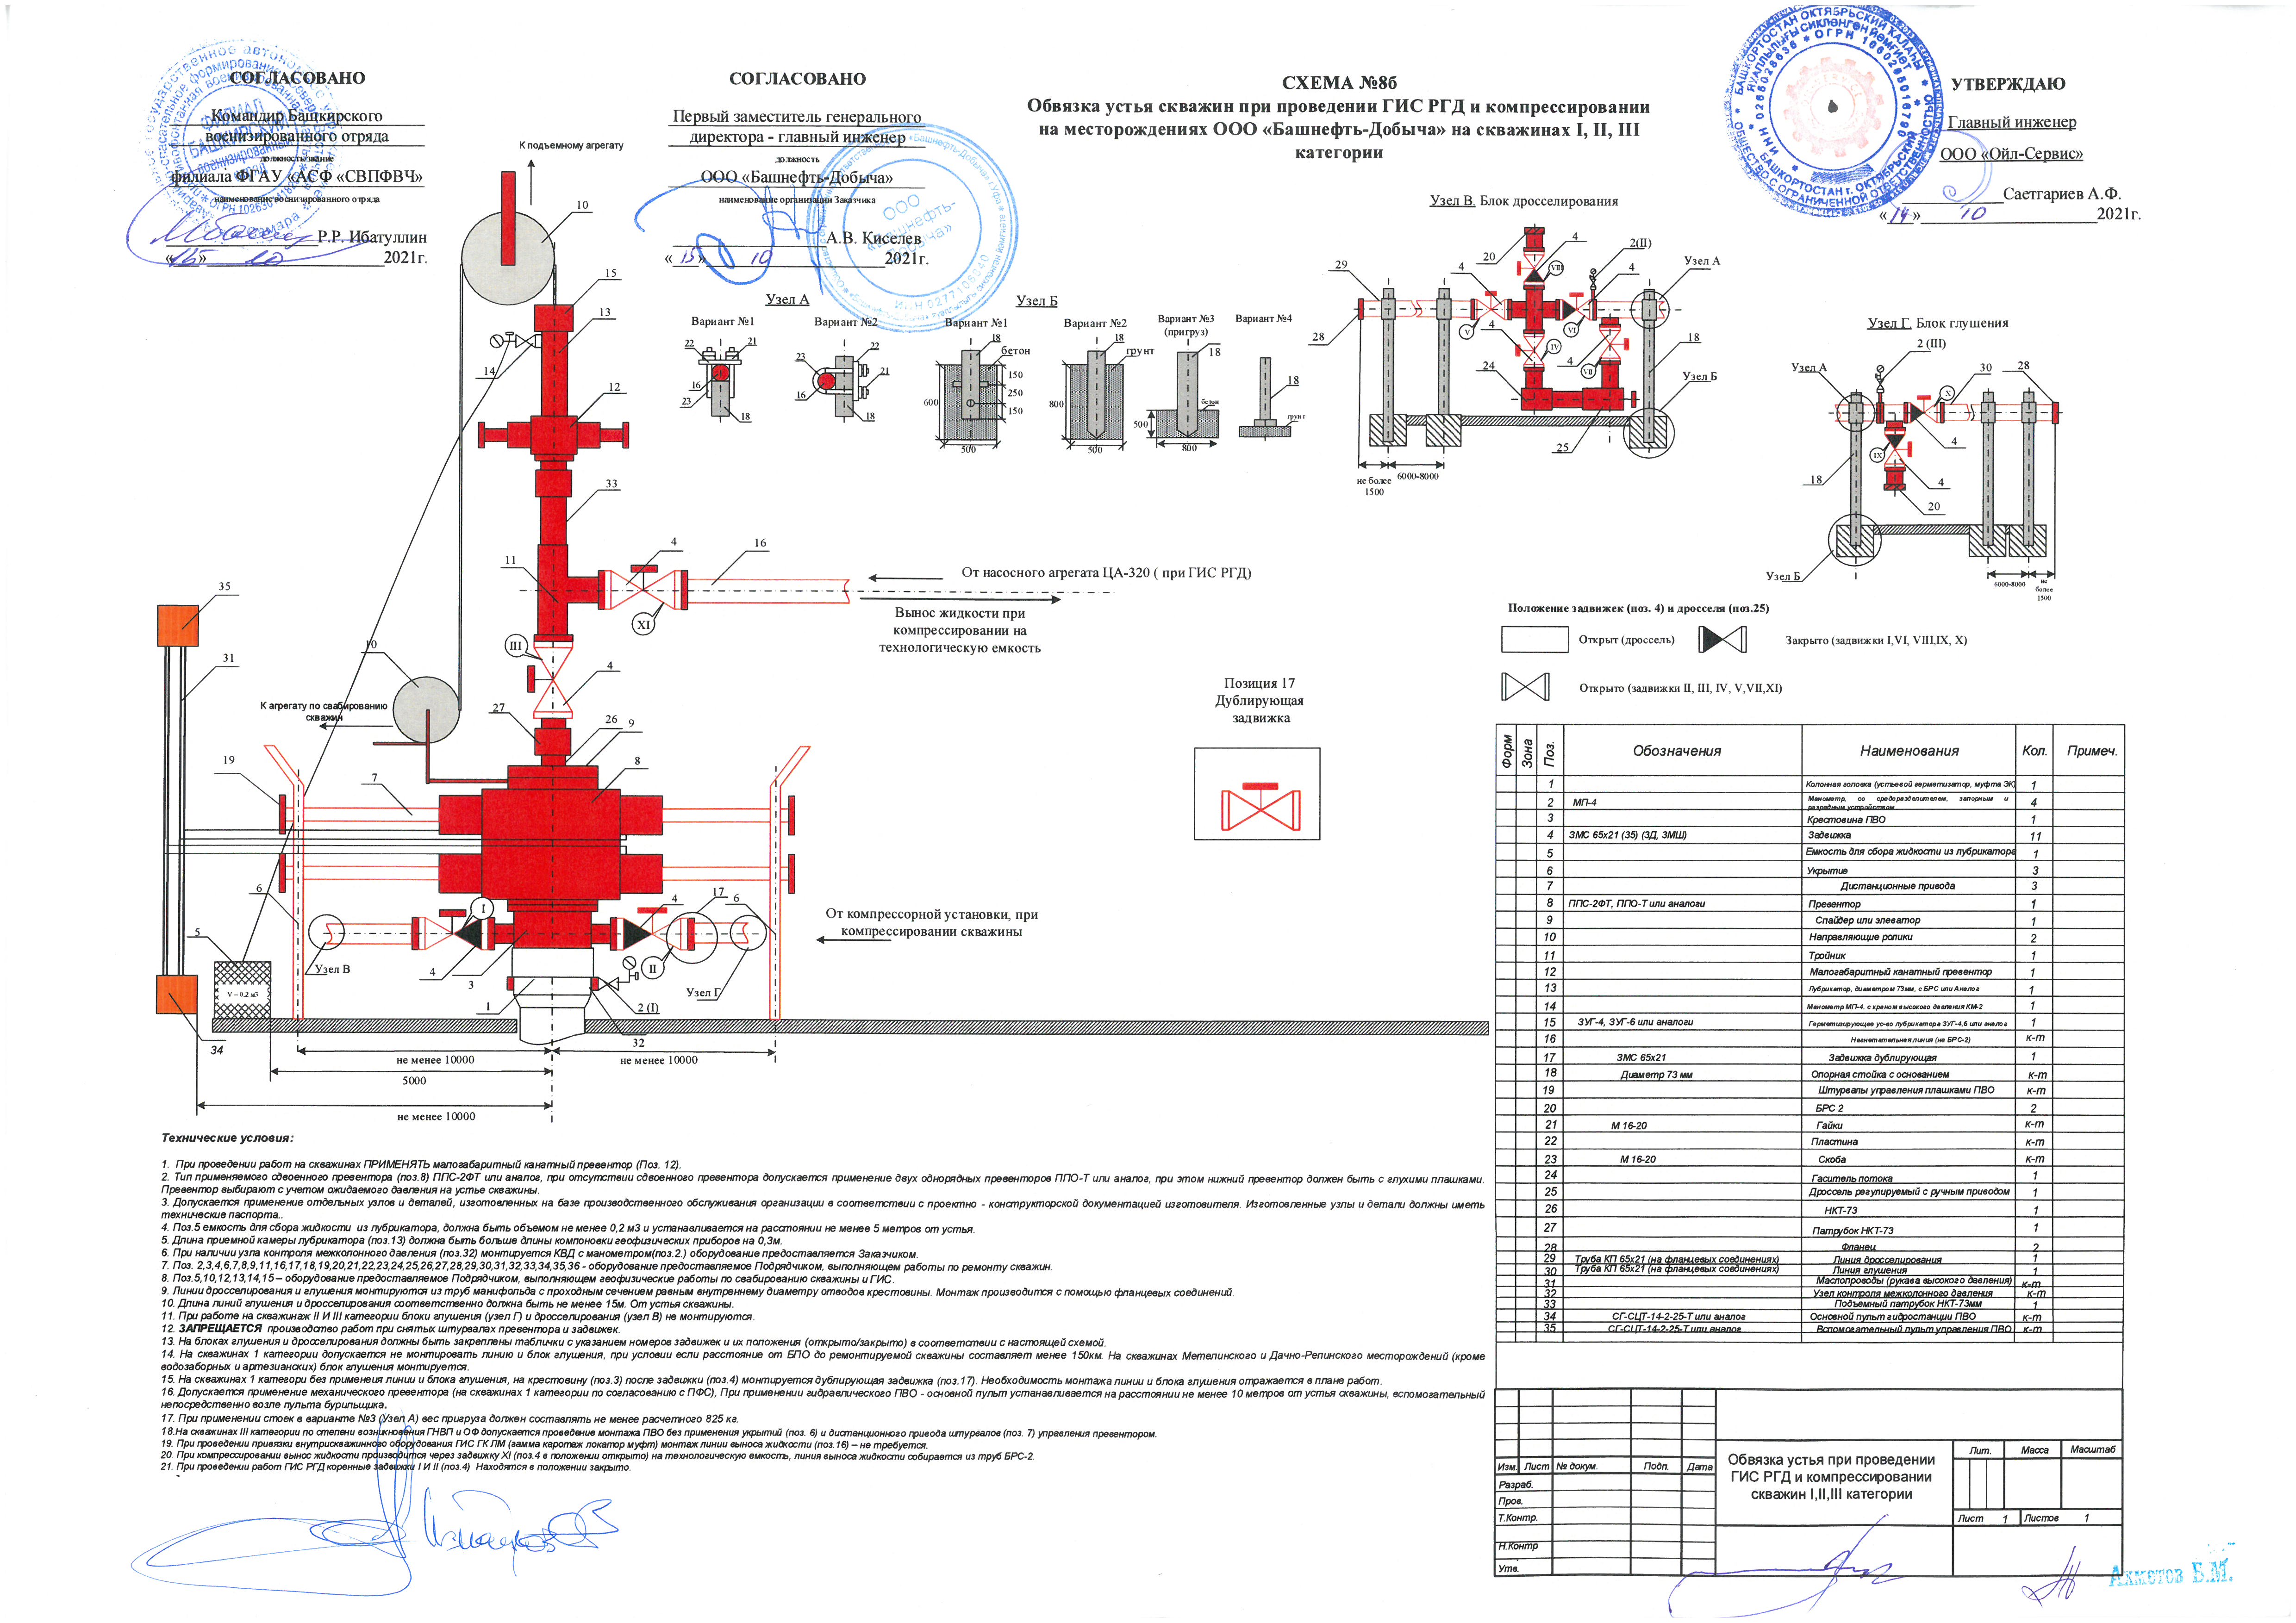 СОГЛАСОВАНО
Командир Башкирского
военизированного отряда
должность, звание
филиала ФГАУ «АСФ «СВПФВЧ»
наименование военизированного отряда
Р.Р. Ибатуллин
«15» 10 2021г.
СОГЛАСОВАНО
Первый заместитель генерального
директора - главный инженер
должность
ООО «Башнефть-Добыча»
наименование организации Заказчика
А.В. Киселев
«15» 10 2021г.
СХЕМА №8б
Обвязка устья скважин при проведении ГИС РГД и компрессировании
на месторождениях ООО «Башнефть-Добыча» на скважинах I, II, III
категории
УТВЕРЖДАЮ
Главный инженер
ООО «Ойл-Сервис»
Саетгариев А.Ф.
«14» 10 2021г.
К подъемному агрегату
10
15
13
14
12
33
11
4
16
XI
III
4
27
26
9
8
35
31
10
К агрегату по свабированию
скважин
19
7
6
5
V – 0,2 м3
34
I
4
3
1
Узел В
17
4
6
II
Узел Г
2 (I)
32
не менее 10000
не менее 10000
5000
не менее 10000
От насосного агрегата ЦА-320 ( при ГИС РГД)
Вынос жидкости при
компрессировании на
технологическую емкость
От компрессорной установки, при
компрессировании скважины
Позиция 17
Дублирующая
задвижка
Узел А
Вариант №1
22
21
16
23
18
Вариант №2
22
23
21
16
18
Узел Б
Вариант №1
18
бетон
150
250
150
600
500
Вариант №2
18
грунт
800
500
Вариант №3
(пригруз)
18
бетон
500
800
Вариант №4
18
грунт
Узел В. Блок дросселирования
29
28
20
4
4
2(II)
4
Узел А
VIII
V
VI
4
IV
4
VII
18
24
25
Узел Б
не более
1500
6000-8000
Узел Г. Блок глушения
2 (III)
Узел А
30
28
X
4
IX
18
4
20
Узел Б
6000-8000
не
более
1500
Положение задвижек (поз. 4) и дросселя (поз.25)
Открыт (дроссель)
Закрыто (задвижки I,VI, VIII,IX, X)
Открыто (задвижки II, III, IV, V,VII,XI)
Форм Зона Поз. Обозначения Наименования Кол. Примеч.
1 Колонная головка (устьевой герметизатор, муфта ЭК) 1
2 МП-4 Манометр, со средоразделителем, запорным и разрядным устройством 4
3 Крестовина ПВО 1
4 ЗМС 65х21 (35) (ЗД, ЗМШ) Задвижка 11
5 Емкость для сбора жидкости из лубрикатора 1
6 Укрытие 3
7 Дистанционные привода 3
8 ППС-2ФТ, ППО-Т или аналоги Превентор 1
9 Спайдер или элеватор 1
10 Направляющие ролики 2
11 Тройник 1
12 Малогабаритный канатный превентор 1
13 Лубрикатор, диаметром 73мм, с БРС или Аналог 1
14 Манометр МП-4, с краном высокого давления КМ-2 1
15 ЗУГ-4, ЗУГ-6 или аналоги Герметизирующее ус-во лубрикатора ЗУГ-4,6 или аналог 1
16 Нагнетательная линия (на БРС-2) к-т
17 ЗМС 65х21 Задвижка дублирующая 1
18 Диаметр 73 мм Опорная стойка с основанием к-т
19 Штурвалы управления плашками ПВО к-т
20 БРС 2 2
21 М 16-20 Гайки к-т
22 Пластина к-т
23 М 16-20 Скоба к-т
24 Гаситель потока 1
25 Дроссель регулируемый с ручным приводом 1
26 НКТ-73 1
27 Патрубок НКТ-73 1
28 Фланец 2
29 Труба КП 65х21 (на фланцевых соединениях) Линия дросселирования 1
30 Труба КП 65х21 (на фланцевых соединениях) Линия глушения 1
31 Маслопроводы (рукава высокого давления) к-т
32 Узел контроля межколонного давления к-т
33 Подъемный патрубок НКТ-73мм 1
34 СГ-СЦТ-14-2-25-Т или аналог Основной пульт гидростанции ПВО к-т
35 СГ-СЦТ-14-2-25-Т или аналог Вспомогательный пульт управления ПВО к-т
Технические условия:
1. При проведении работ на скважинах ПРИМЕНЯТЬ малогабаритный канатный превентор (Поз. 12).
2. Тип применяемого сдвоенного превентора (поз.8) ППС-2ФТ или аналог, при отсутствии сдвоенного превентора допускается применение двух однорядных превенторов ППО-Т или аналог, при этом нижний превентор должен быть с глухими плашками.
Превентор выбирают с учетом ожидаемого давления на устье скважины.
3. Допускается применение отдельных узлов и деталей, изготовленных на базе производственного обслуживания организации в соответствии с проектно - конструкторской документацией изготовителя. Изготовленные узлы и детали должны иметь
технические паспорта..
4. Поз.5 емкость для сбора жидкости из лубрикатора, должна быть объемом не менее 0,2 м3 и устанавливается на расстоянии не менее 5 метров от устья.
5. Длина приемной камеры лубрикатора (поз.13) должна быть больше длины компоновки геофизических приборов на 0,3м.
6. При наличии узла контроля межколонного давления (поз.32) монтируется КВД с манометром(поз.2.) оборудование предоставляется Заказчиком.
7. Поз. 2,3,4,6,7,8,9,11,16,17,18,19,20,21,22,23,24,25,26,27,28,29,30,31,32,33,34,35,36 - оборудование предоставляемое Подрядчиком, выполняющем работы по ремонту скважин.
8. Поз.5,10,12,13,14,15 – оборудование предоставляемое Подрядчиком, выполняющем геофизические работы по свабированию скважины и ГИС.
9. Линии дросселирования и глушения монтируются из труб манифольда с проходным сечением равным внутреннему диаметру отводов крестовины. Монтаж производится с помощью фланцевых соединений.
10. Длина линий глушения и дросселирования соответственно должна быть не менее 15м. От устья скважины.
11. При работе на скважинаж II И III категории блоки глушения (узел Г) и дросселирования (узел В) не монтируются.
12. ЗАПРЕЩАЕТСЯ производство работ при снятых штурвалах превентора и задвижек.
13. На блоках глушения и дросселирования должны быть закреплены таблички с указанием номеров задвижек и их положения (открыто/закрыто) в соответствии с настоящей схемой.
14. На скважинах 1 категории допускается не монтировать линию и блок глушения, при условии если расстояние от БПО до ремонтируемой скважины составляет менее 150км. На скважинах Метелинского и Дачно-Репинского месторождений (кроме
водозаборных и артезианских) блок глушения монтируется.
15. На скважинах 1 категори без применеия линии и блока глушения, на крестовину (поз.3) после задвижки (поз.4) монтируется дублирующая задвижка (поз.17). Необходимость монтажа линии и блока глушения отражается в плане работ.
16. Допускается применение механического превентора (на скважинах 1 категории по согласованию с ПФС), При применении гидравлического ПВО - основной пульт устанавливается на расстоянии не менее 10 метров от устья скважины, вспомогательный
непосредственно возле пульта бурильщика.
17. При применении стоек в варианте №3 (Узел А) вес пригруза должен составлять не менее расчетного 825 кг.
18.На скважинах III категории по степени возникновения ГНВП и ОФ допускается проведение монтажа ПВО без применения укрытий (поз. 6) и дистанционного привода штурвалов (поз. 7) управления превентором.
19. При проведении привязки внутрискважинного оборудования ГИС ГК ЛМ (гамма каротаж локатор муфт) монтаж линии выноса жидкости (поз.16) – не требуется.
20. При компрессировании вынос жидкости производится через задвижку XI (поз.4 в положении открыто) на технологическую емкость, линия выноса жидкости собирается из труб БРС-2.
21. При проведении работ ГИС РГД коренные задвижки I И II (поз.4) Находятся в положении закрыто.
Изм. Лист № докум. Подп. Дата
Разраб.
Пров.
Т.Контр.
Н.Контр
Утв.
Обвязка устья при проведении
ГИС РГД и компрессировании
скважин I,II,III категории
Лит. Масса Масштаб
Лист 1 Листов 1
Ахметов Б.М.